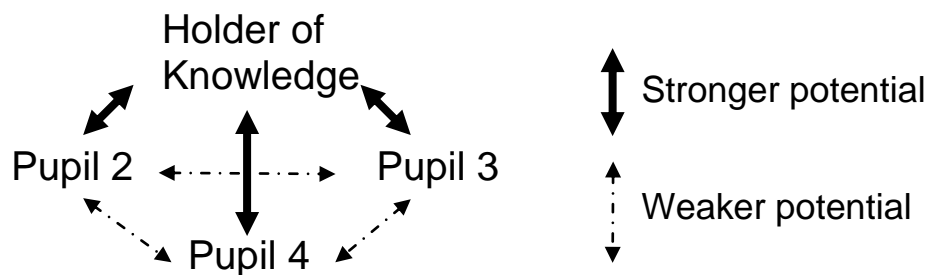 Holder of
Knowledge
Stronger potential
Pupil 2
Pupil 3
Weaker potential
Pupil 4